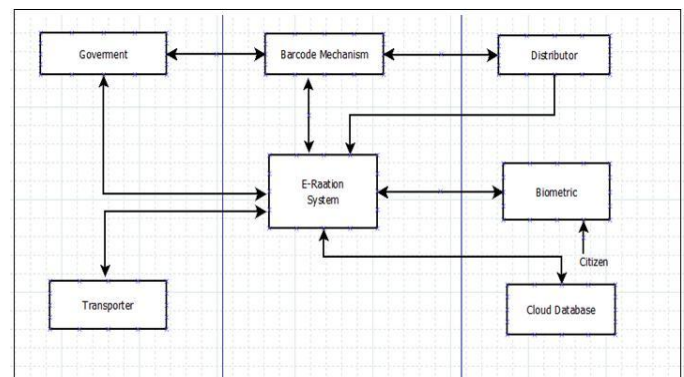 Goverment
Barcode Mechanism
Distributor
E-Raation
System
Biometric
Citizen
Transporter
Cloud Database